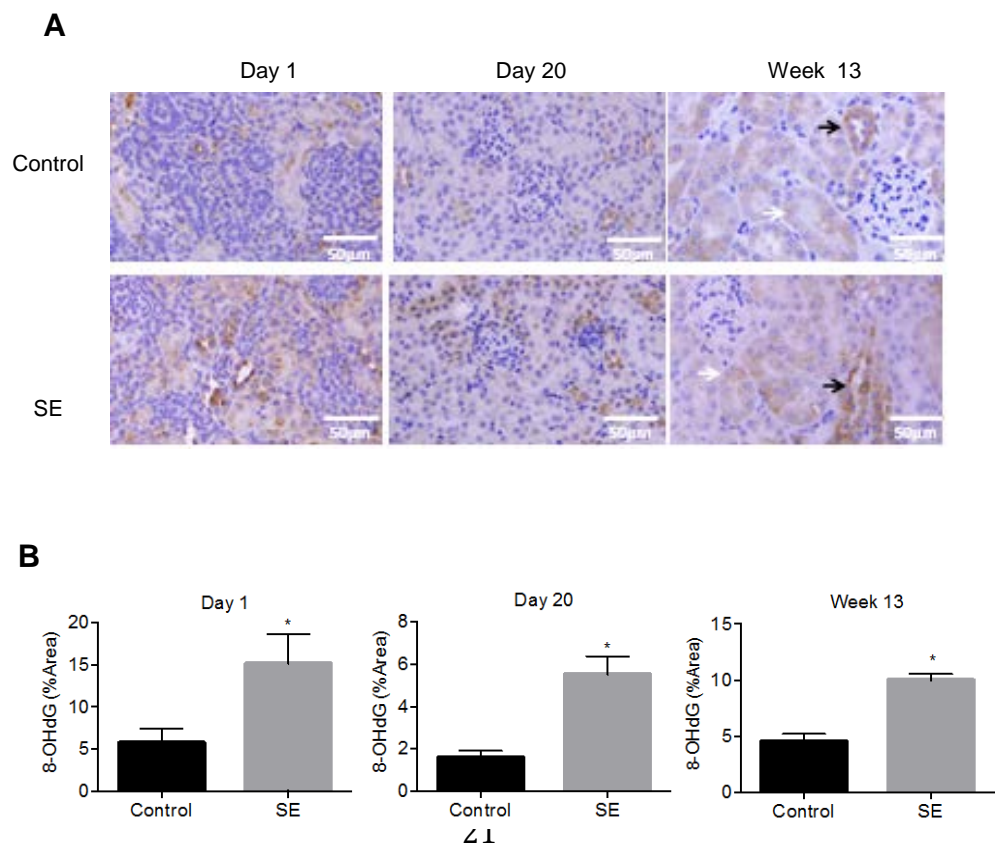 A
Day 1 Day 20 Week 13
Control
50µm 50µm 50µm
SE
50µm 50µm 50µm
B
Day 1 Day 20 Week 13
8-OHdG (%Area) 8-OHdG (%Area) 8-OHdG (%Area)
20 8 15
15 6 10
10 4 5
5 2 0
0 0
* * *
Control SE Control SE Control SE
21